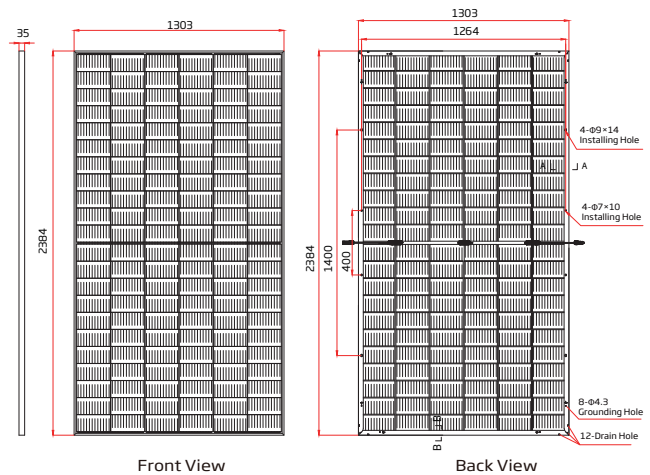 35
1303
2384
Front View
1303
1264
2384
1400
400
4-Φ9×14
Installing Hole
A
A
4-Φ7×10
Installing Hole
8-Φ4.3
Grounding Hole
12-Drain Hole
B
B
Back View